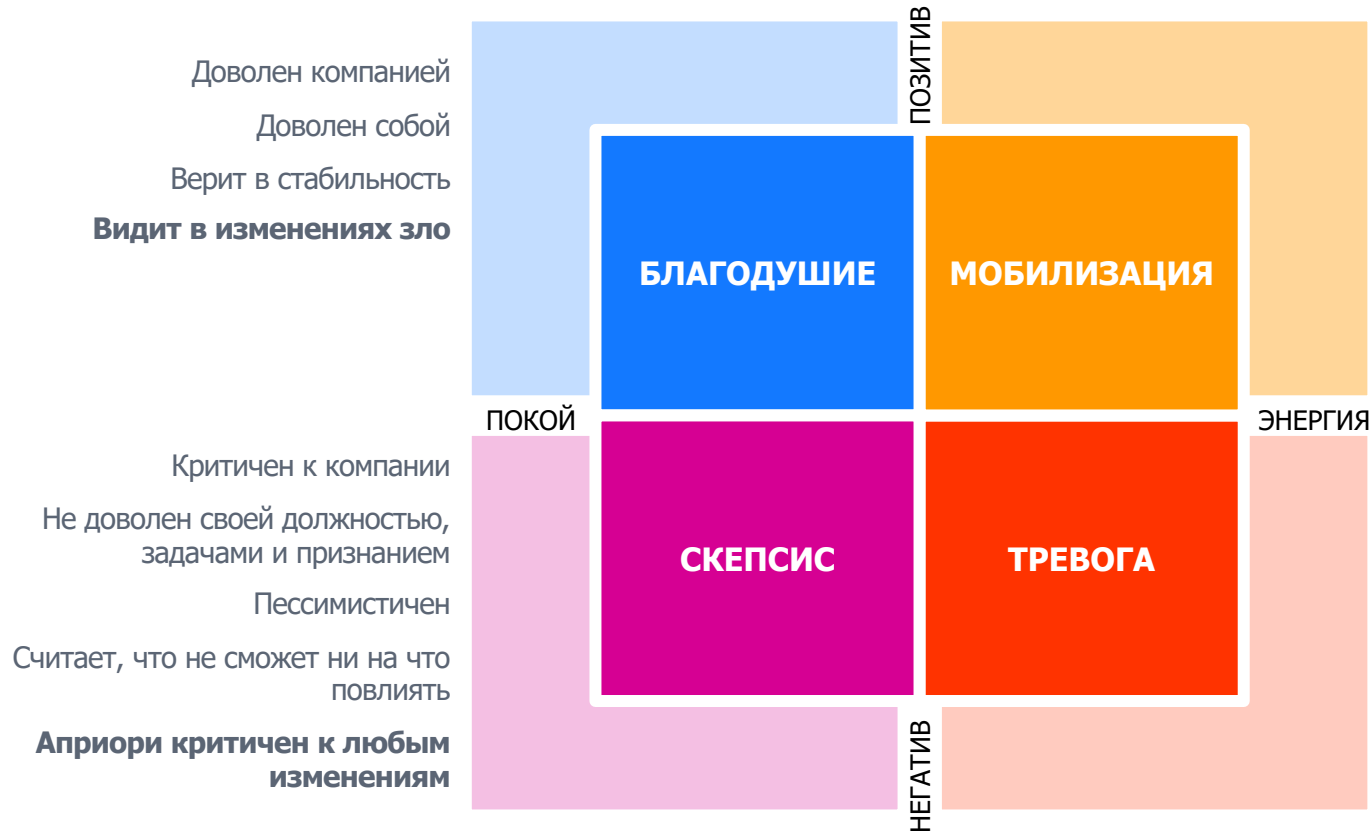 ПОЗИТИВ
Доволен компанией
Доволен собой
Верит в стабильность
Видит в изменениях зло
БЛАГОДУШИЕ
МОБИЛИЗАЦИЯ
ПОКОЙ
ЭНЕРГИЯ
Критичен к компании
Не доволен своей должностью,
задачами и признанием
Пессимистичен
Считает, что не сможет ни на что
повлиять
Априори критичен к любым
изменениям
СКЕПСИС
ТРЕВОГА
НЕГАТИВ